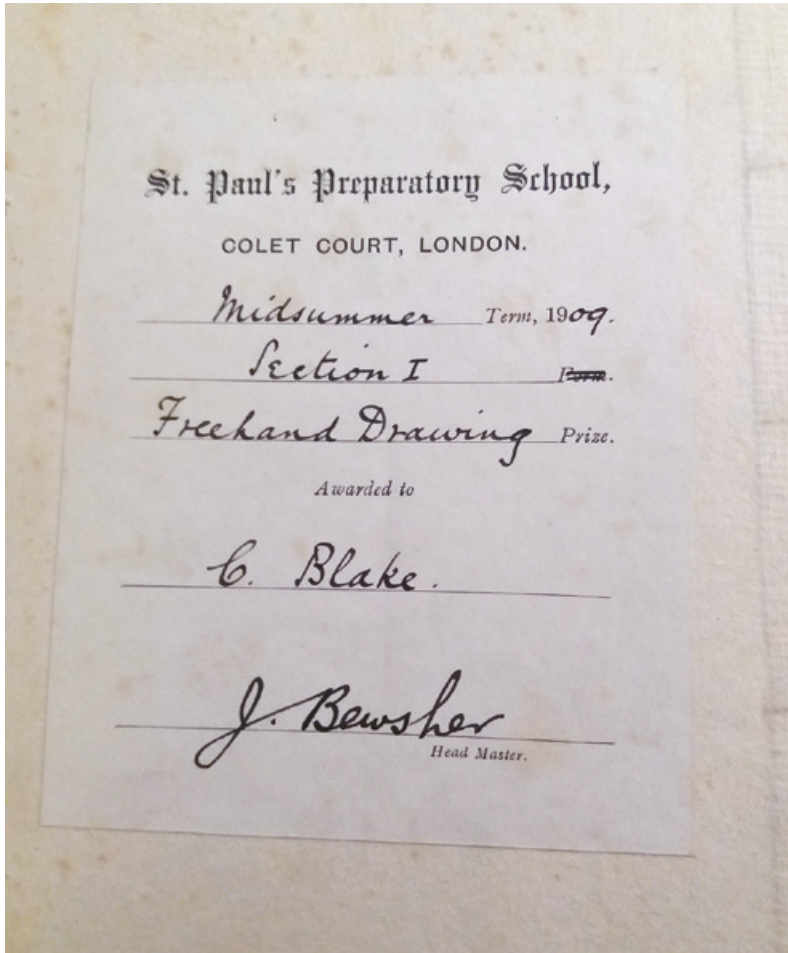 St. Paul's Preparatory School,
COLET COURT, LONDON.
Midsummer Term, 1909.
Section I Form.
Freehand Drawing Prize.
Awarded to
C. Blake.
J. Bewsher
Head Master.